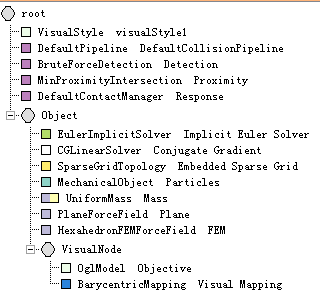 root
VisualStyle visualStyle1
DefaultPipeline DefaultCollisionPipeline
BruteForceDetection Detection
MinProximityIntersection Proximity
DefaultContactManager Response
Object
EulerImplicitSolver Implicit Euler Solver
CGLinearSolver Conjugate Gradient
SparseGridTopology Embedded Sparse Grid
MechanicalObject Particles
UniformMass Mass
PlaneForceField Plane
HexahedronFEMForceField FEM
VisualNode
OglModel Objective
BarycentricMapping Visual Mapping